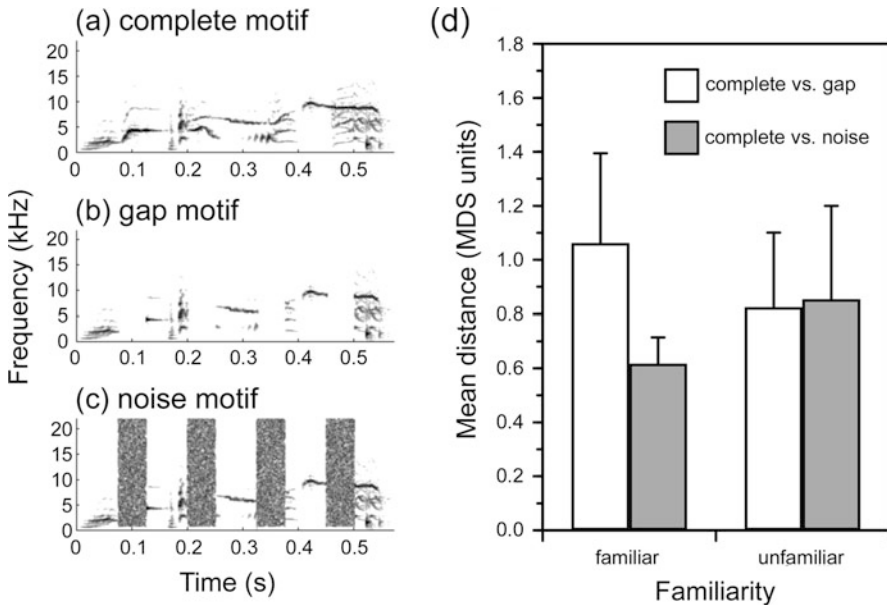 (a) complete motif
20
15
10
5
0
0 0.1 0.2 0.3 0.4 0.5
(b) gap motif
20
15
10
5
0
0 0.1 0.2 0.3 0.4 0.5
(c) noise motif
20
15
10
5
0
0 0.1 0.2 0.3 0.4 0.5
Frequency (kHz)
Time (s)
(d)
1.8
1.6
1.4
1.2
1.0
0.8
0.6
0.4
0.2
0.0
Mean distance (MDS units)
complete vs. gap
complete vs. noise
familiar unfamiliar
Familiarity